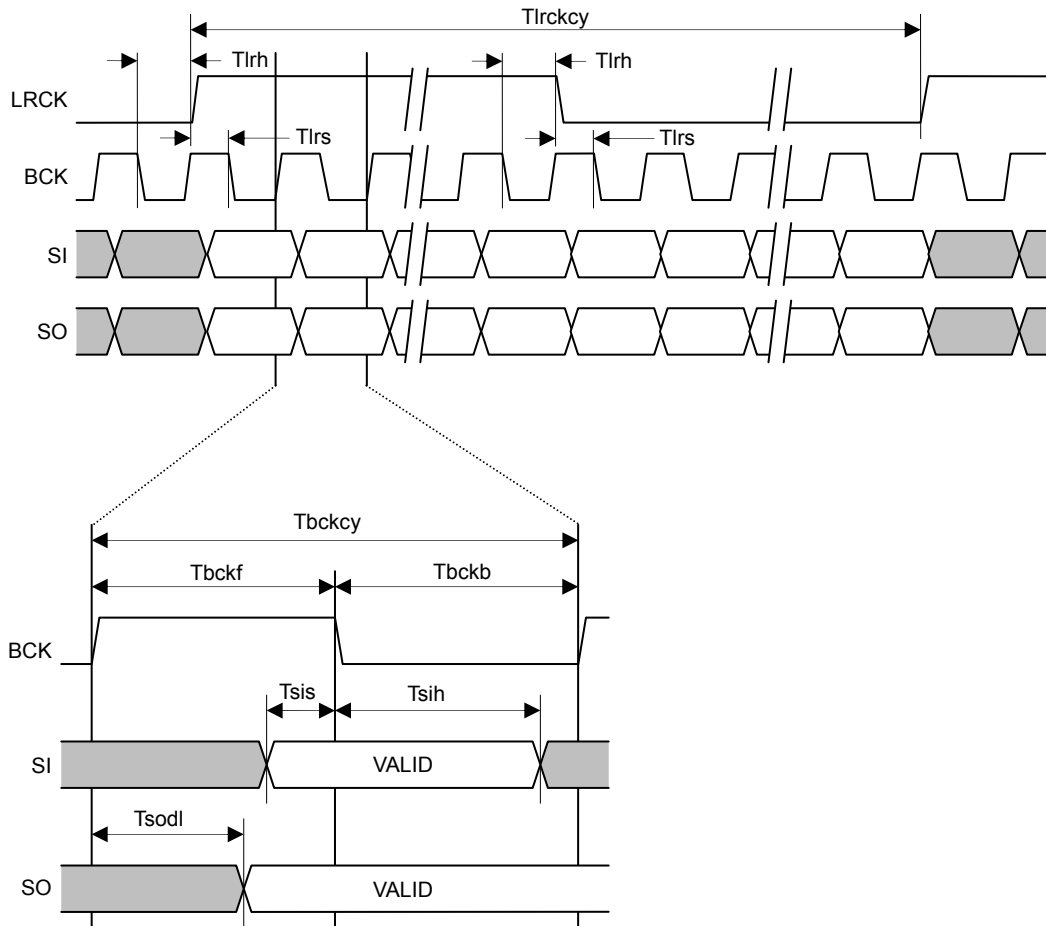 Tlrckcy
Tlrh
Tlrh
LRCK
Tlrs
Tlrs
BCK
SI
SO
Tbckcy
Tbckf
Tbckb
BCK
Tsis
Tsih
SI
VALID
Tsodl
SO
VALID